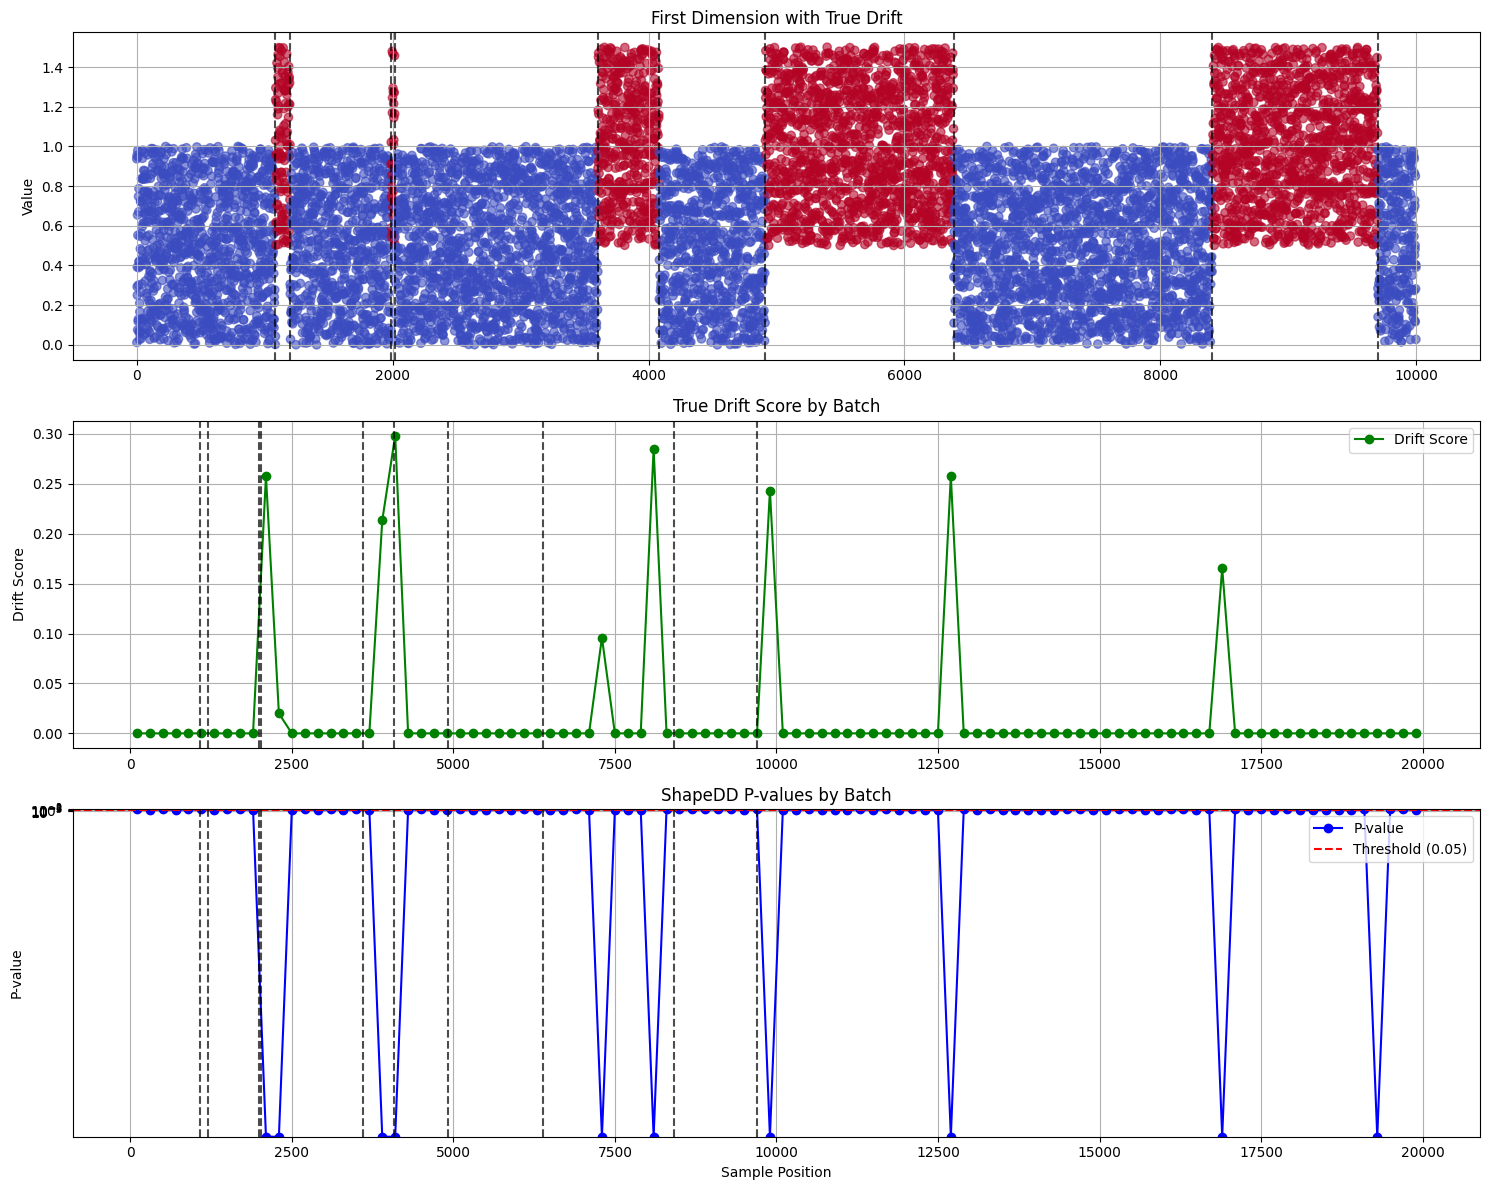 First Dimension with True Drift
Value
1.4
1.2
1.0
0.8
0.6
0.4
0.2
0.0
0 2000 4000 6000 8000 10000
True Drift Score by Batch
Drift Score
Drift Score
0.30
0.25
0.20
0.15
0.10
0.05
0.00
0 2500 5000 7500 10000 12500 15000 17500 20000
ShapeDD P-values by Batch
P-value
P-value
Threshold (0.05)
0 2500 5000 7500 10000 12500 15000 17500 20000
Sample Position